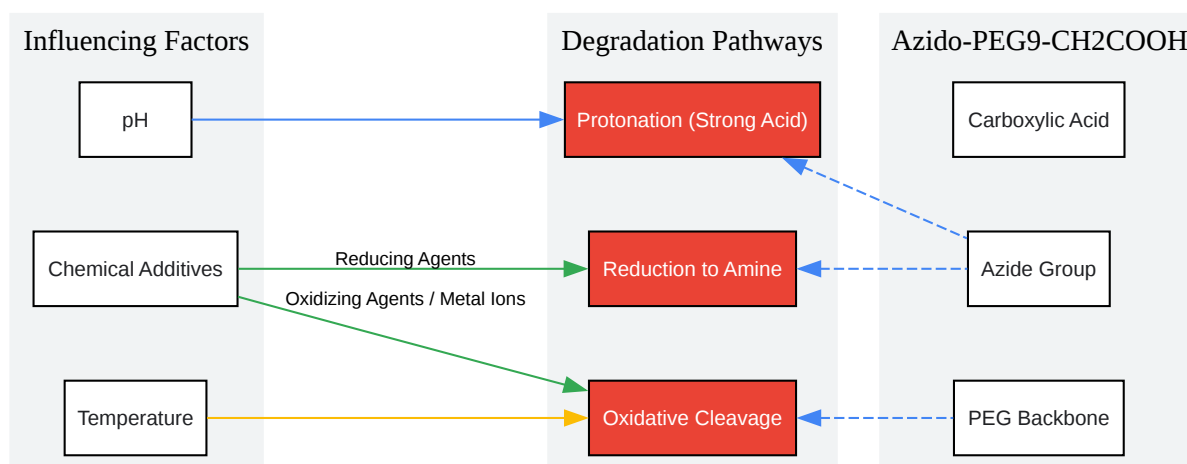 Influencing Factors
Degradation Pathways
Azido-PEG9-CH2COOH
pH
Protonation (Strong Acid)
Carboxylic Acid
Chemical Additives
Reducing Agents
Reduction to Amine
Azide Group
Oxidizing Agents / Metal Ions
Temperature
Oxidative Cleavage
PEG Backbone